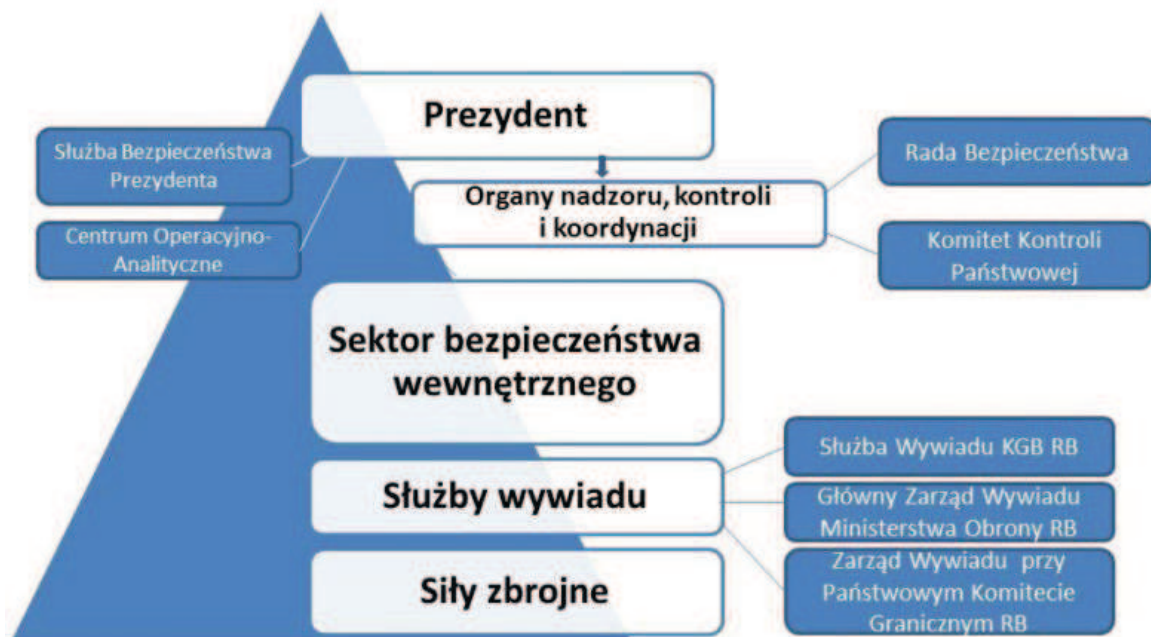 Prezydent
Służba Bezpieczeństwa
Prezydenta
Centrum Operacyjno-
Analityczne
Organy nadzoru, kontroli
i koordynacji
Rada Bezpieczeństwa
Komitet Kontroli
Państwowej
Sektor bezpieczeństwa
wewnętrznego
Służby wywiadu
Służba Wywiadu KGB RB
Główny Zarząd Wywiadu
Ministerstwa Obrony RB
Zarząd Wywiadu przy
Państwowym Komitecie
Granicznym RB
Siły zbrojne